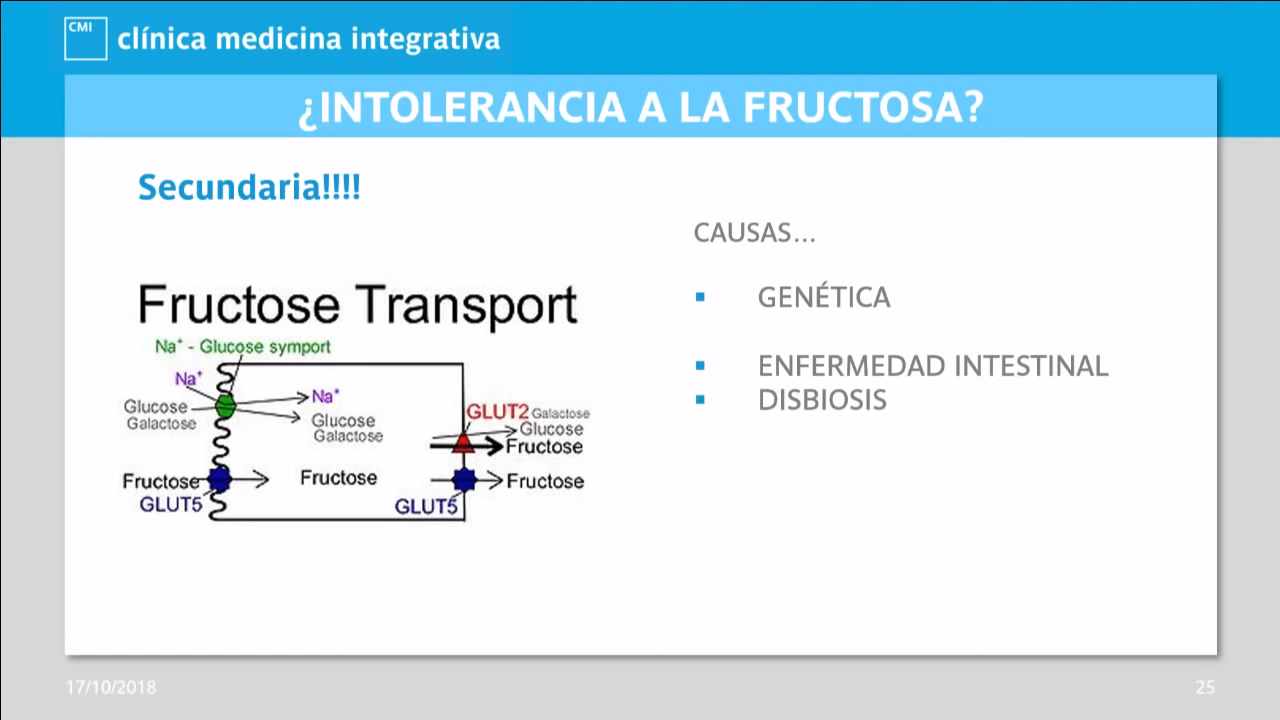 CMI
clínica medicina integrativa
¿INTOLERANCIA A LA FRUCTOSA?
Secundaria!!!!
CAUSAS...
GENÉTICA
ENFERMEDAD INTESTINAL
DISBIOSIS
Fructose Transport
Na⁺ - Glucose symport
Na⁺
Na⁺
Glucose
Galactose
Glucose
Galactose
GLUT2 Galactose
Glucose
Fructose
Fructose
Fructose
Fructose
GLUT5
GLUT5
17/10/2018
25